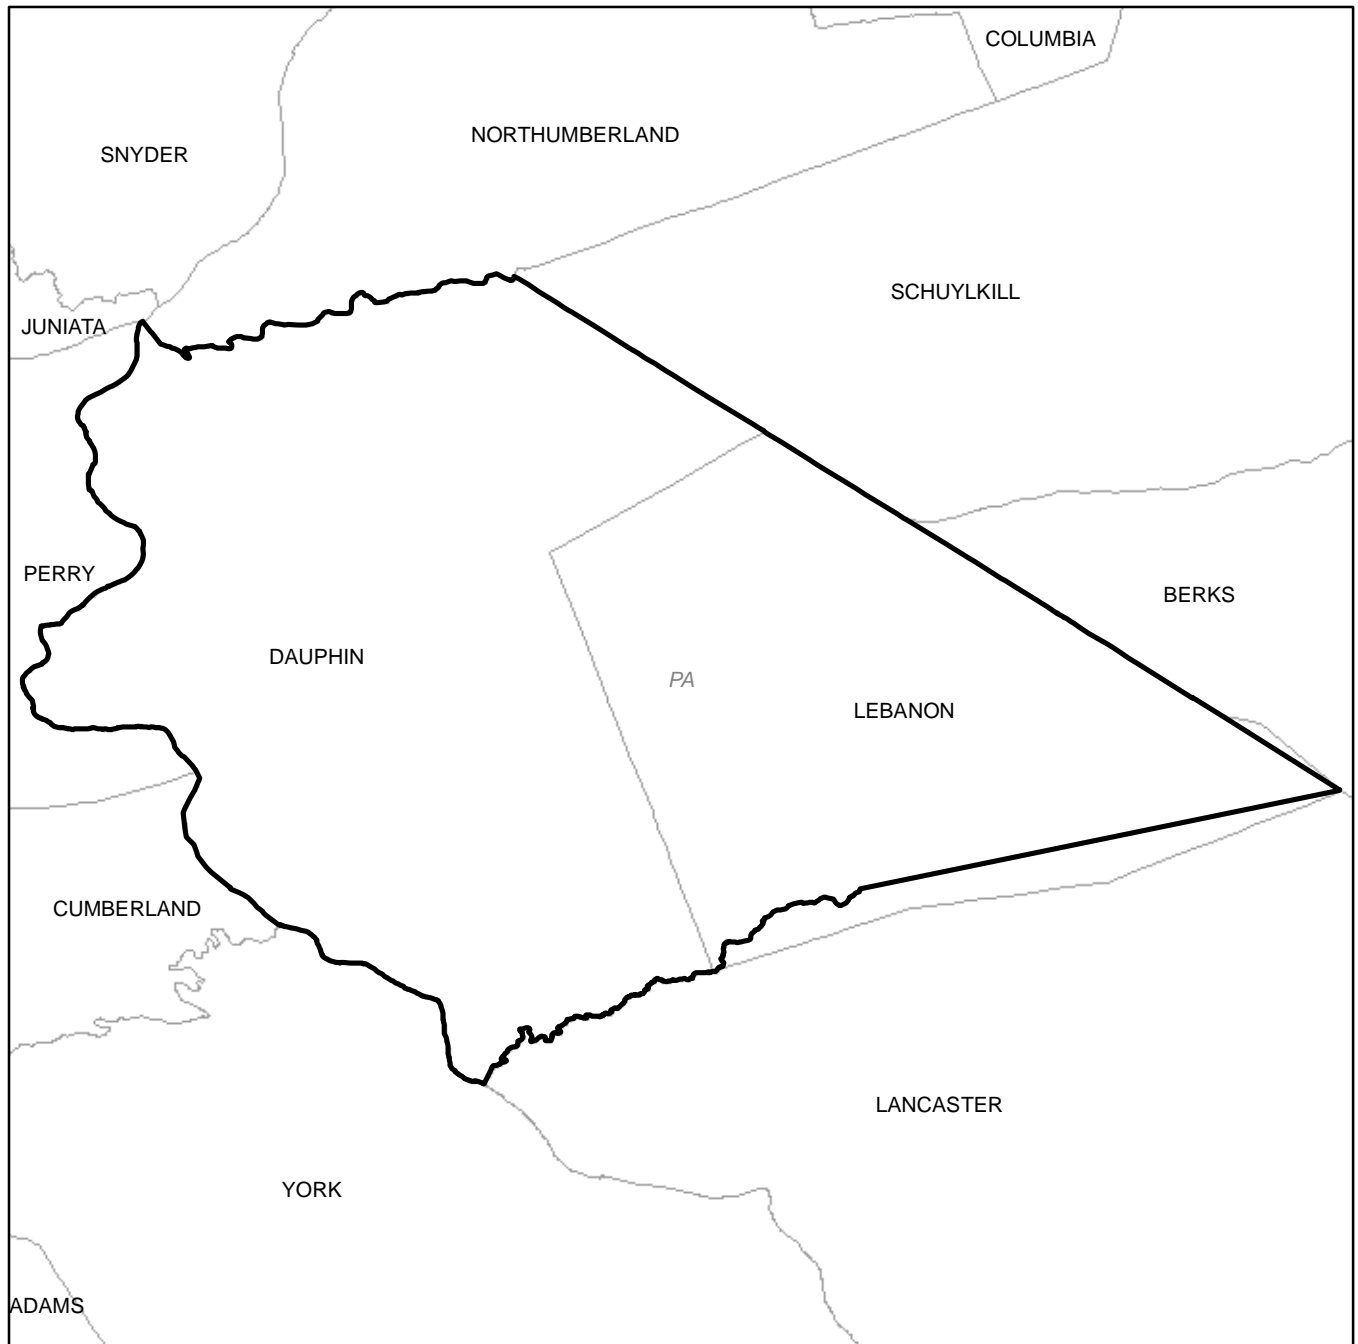 COLUMBIA
NORTHUMBERLAND
SNYDER
SCHUYLKILL
JUNIATA
PERRY
BERKS
DAUPHIN
PA
LEBANON
CUMBERLAND
LANCASTER
YORK
ADAMS